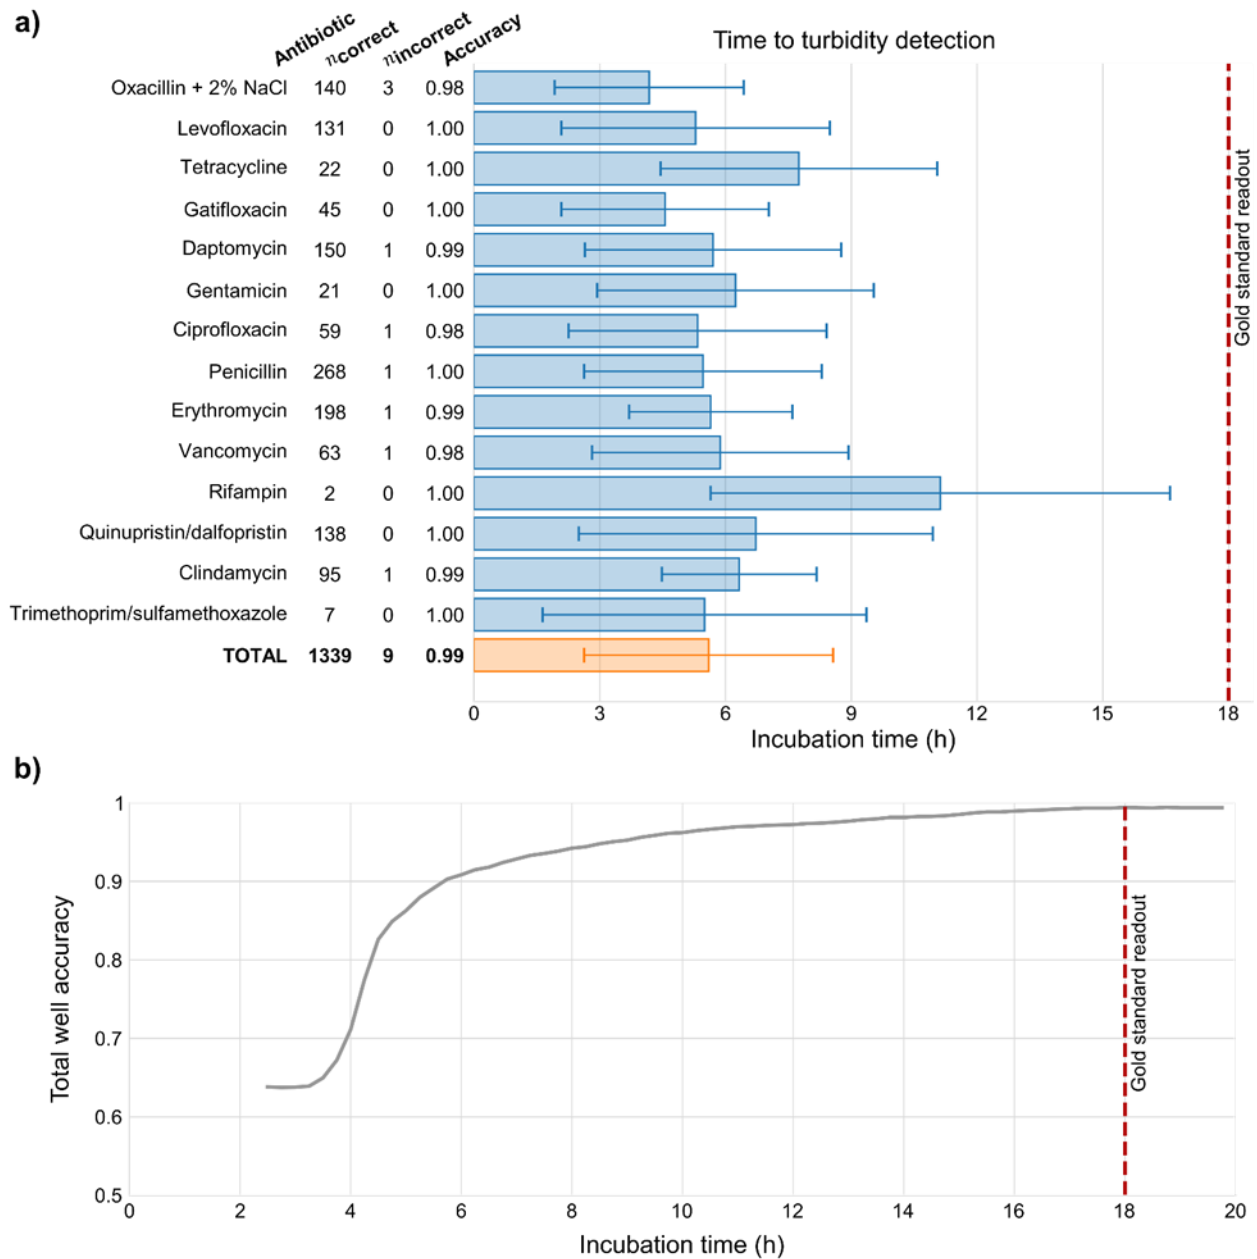 a)
Antibiotic ncorrect nincorrect Accuracy
Time to turbidity detection
Oxacillin + 2% NaCl 140 3 0.98
Levofloxacin 131 0 1.00
Tetracycline 22 0 1.00
Gatifloxacin 45 0 1.00
Daptomycin 150 1 0.99
Gentamicin 21 0 1.00
Ciprofloxacin 59 1 0.98
Penicillin 268 1 1.00
Erythromycin 198 1 0.99
Vancomycin 63 1 0.98
Rifampin 2 0 1.00
Quinupristin/dalfopristin 138 0 1.00
Clindamycin 95 1 0.99
Trimethoprim/sulfamethoxazole 7 0 1.00
TOTAL 1339 9 0.99
Gold standard readout
0 3 6 9 12 15 18
Incubation time (h)
b)
Total well accuracy
1
0.9
0.8
0.7
0.6
0.5
Gold standard readout
0 2 4 6 8 10 12 14 16 18 20
Incubation time (h)